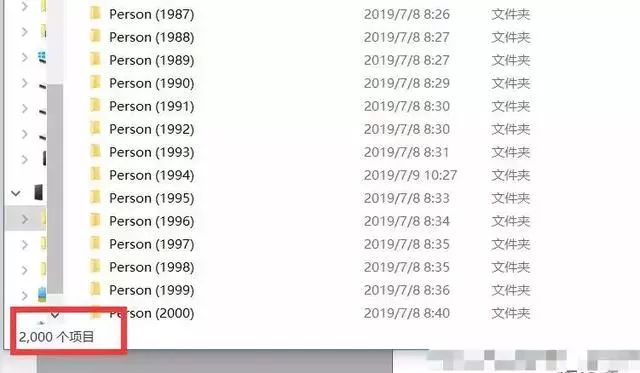 Person (1987) 2019/7/8 8:26 文件夹
Person (1988) 2019/7/8 8:26 文件夹
Person (1989) 2019/7/8 8:27 文件夹
Person (1990) 2019/7/8 8:29 文件夹
Person (1991) 2019/7/8 8:30 文件夹
Person (1992) 2019/7/8 8:30 文件夹
Person (1993) 2019/7/8 8:31 文件夹
Person (1994) 2019/7/9 10:27 文件夹
Person (1995) 2019/7/8 8:33 文件夹
Person (1996) 2019/7/8 8:34 文件夹
Person (1997) 2019/7/8 8:35 文件夹
Person (1998) 2019/7/8 8:35 文件夹
Person (1999) 2019/7/8 8:36 文件夹
Person (2000) 2019/7/8 8:40 文件夹
2,000 个项目